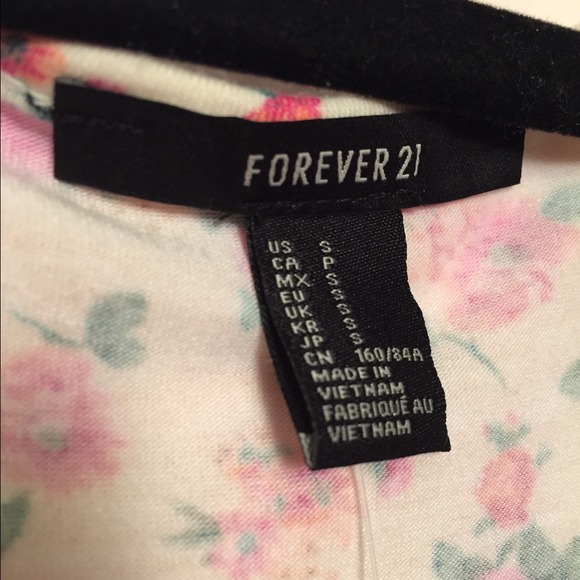 FOREVER 21
US S
CA P
MX S
EU S
UK S
KR S
JP S
CN 160/84A
MADE IN
VIETNAM
FABRIQUÉ AU
VIETNAM